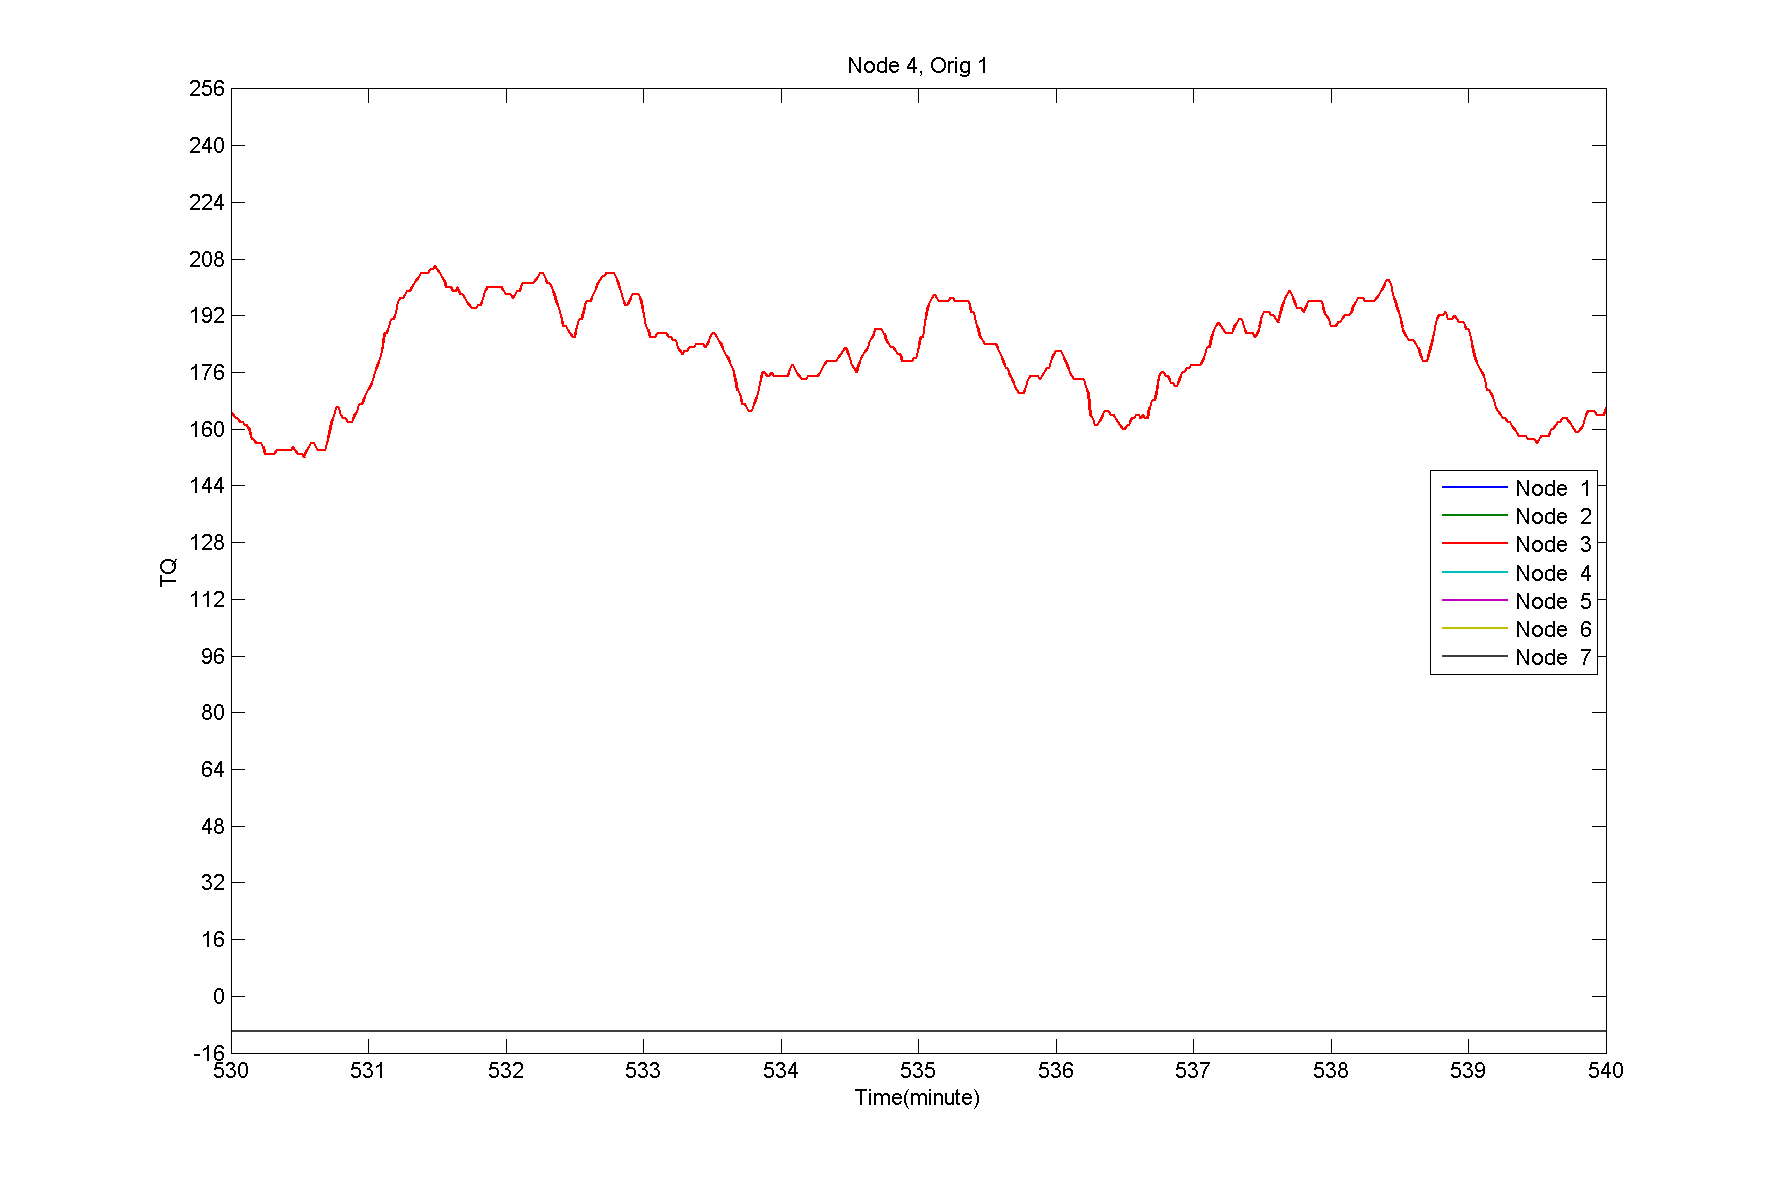 Node 4, Orig 1
256
240
224
208
192
176
160
144
128
112
96
80
64
48
32
16
0
-16
TQ
Node 1
Node 2
Node 3
Node 4
Node 5
Node 6
Node 7
530 531 532 533 534 535 536 537 538 539 540
Time(minute)